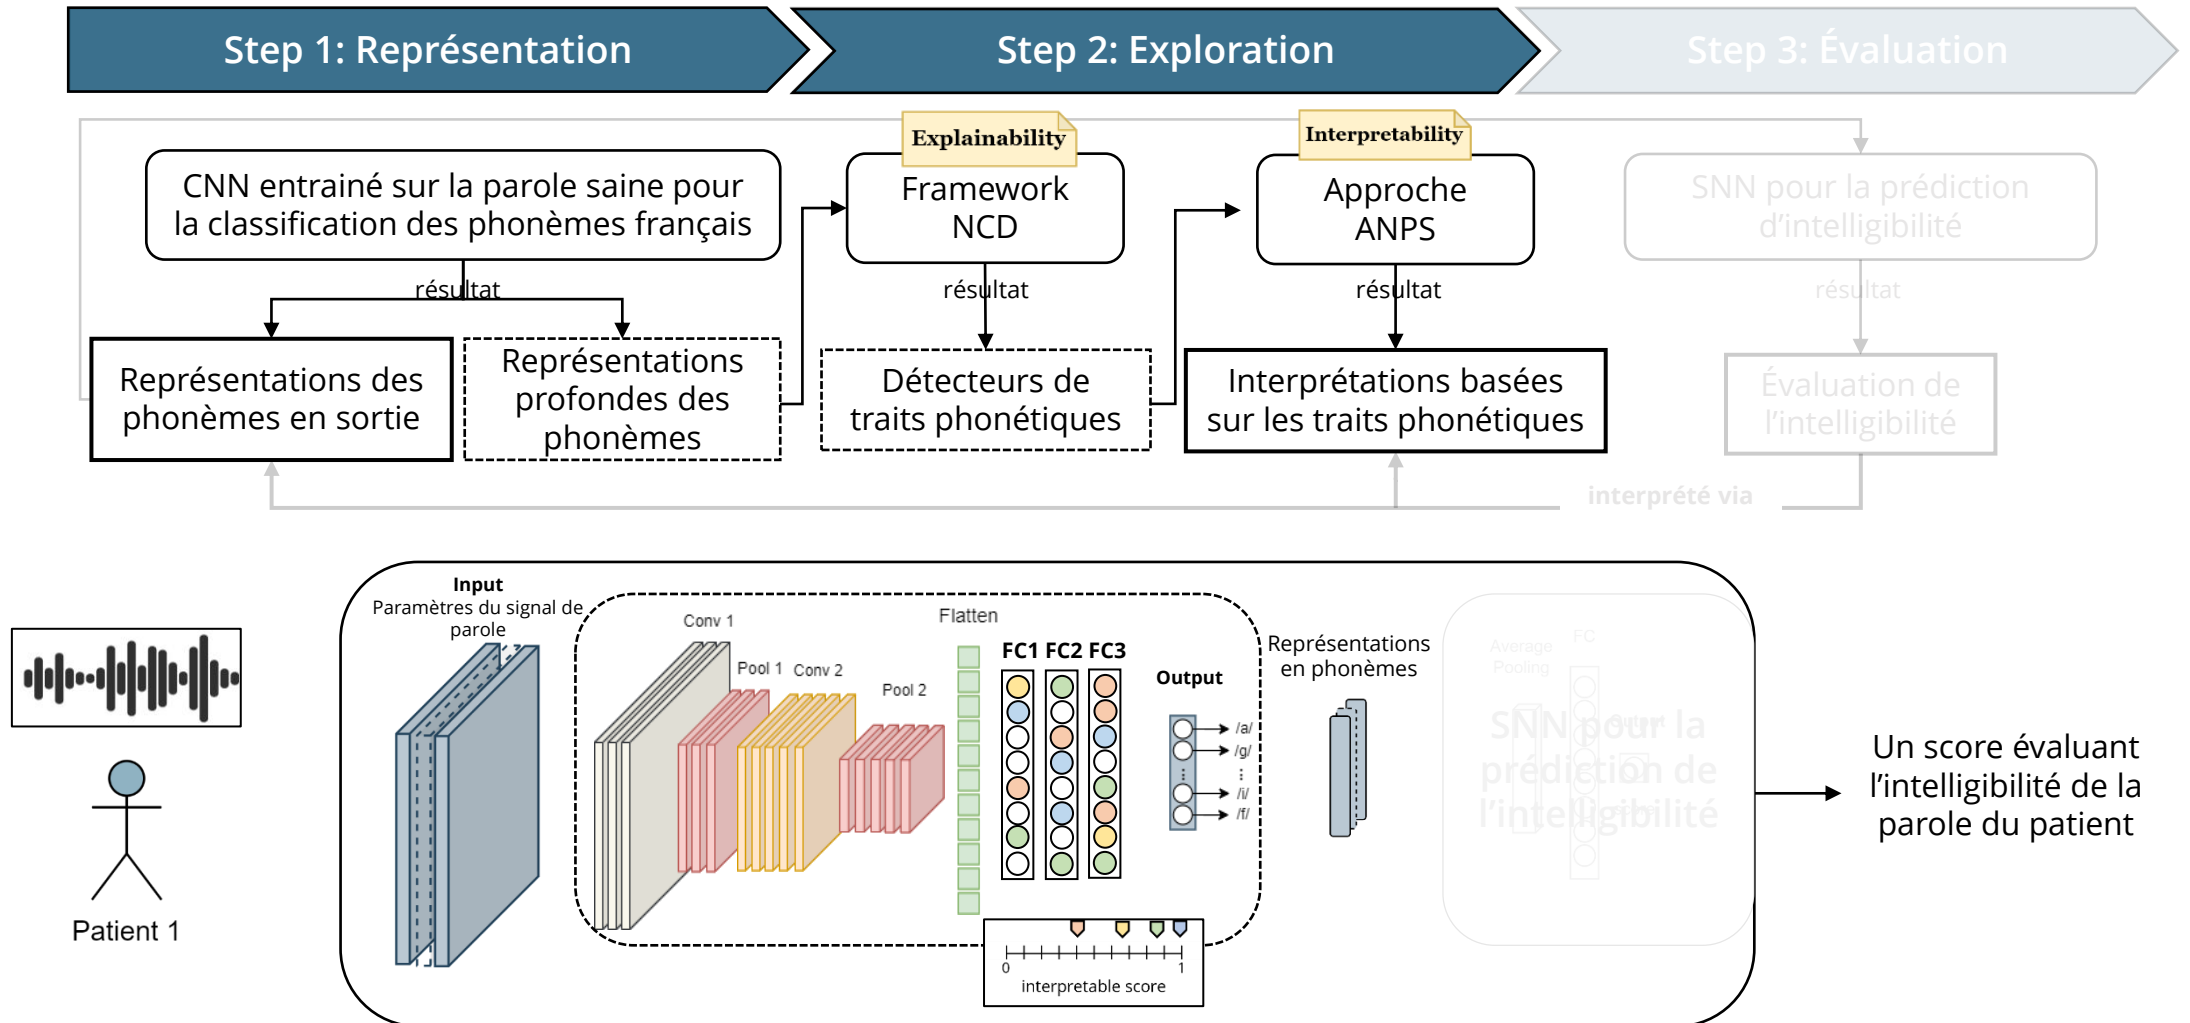 Step 1: Représentation
Step 2: Exploration
Step 3: Évaluation
Explainability
Interpretability
CNN entrainé sur la parole saine pour
la classification des phonèmes français
Framework
NCD
Approche
ANPS
SNN pour la prédiction
d'intelligibilité
résultat
résultat
résultat
résultat
Représentations des
phonèmes en sortie
Représentations
profondes des
phonèmes
Détecteurs de
traits phonétiques
Interprétations basées
sur les traits phonétiques
Évaluation de
l'intelligibilité
interprété via
Input
Paramètres du signal de
parole
Conv 1
Pool 1
Conv 2
Pool 2
Flatten
FC1 FC2 FC3
Output
/a/
/g/
/i/
/f/
Représentations
en phonèmes
Average
Pooling
FC
Output
SNN pour la
prédiction de
l'intelligibilité
Un score évaluant
l'intelligibilité de la
parole du patient
Patient 1
0
1
interpretable score